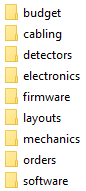 budget
cabling
detectors
electronics
firmware
layouts
mechanics
orders
software